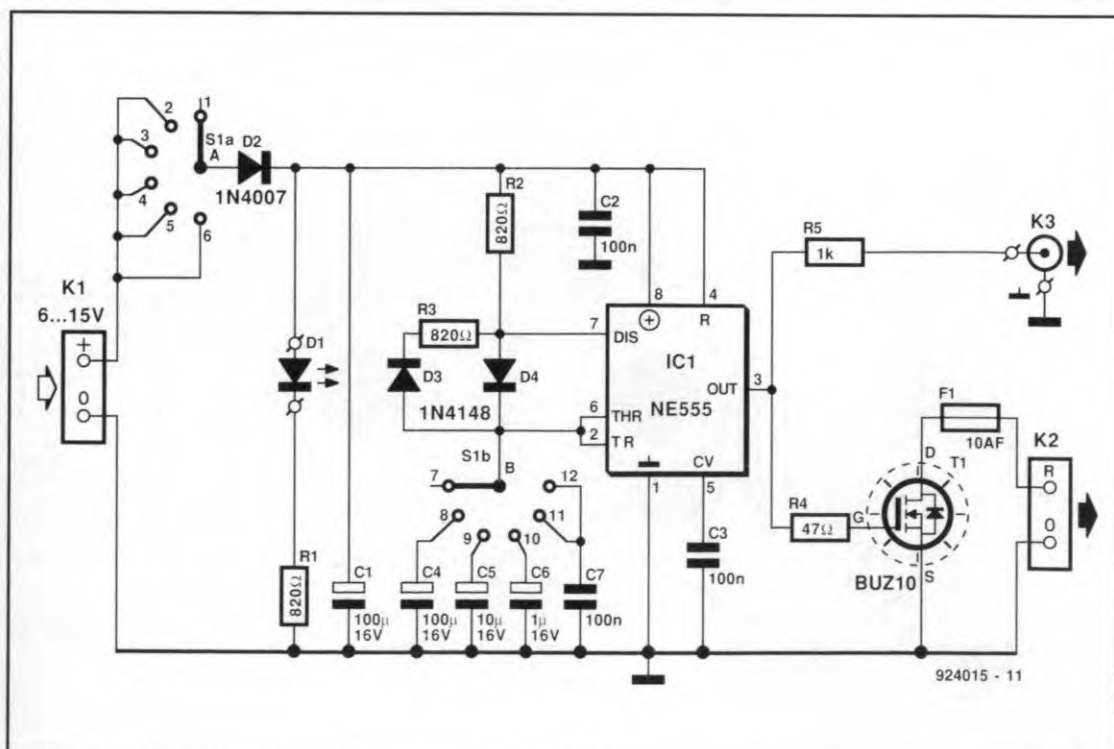 K1
6...15V
+
0
2
1
3
4
5
6
S1a
A
D2
1N4007
D1
R1
820Ω
C1
100µ
16V
R2
820Ω
R3
820Ω
D3
D4
1N4148
S1b
B
7
8
9
10
11
12
C4
100µ
16V
C5
10µ
16V
C6
1µ
16V
C7
100n
C2
100n
8
4
+
R
7
DIS
IC1
NE555
OUT
3
6
THR
2
TR
CV
1
5
C3
100n
R5
1k
K3
R4
47Ω
G
D
T1
S
BUZ10
F1
10AF
K2
R
0
924015 - 11